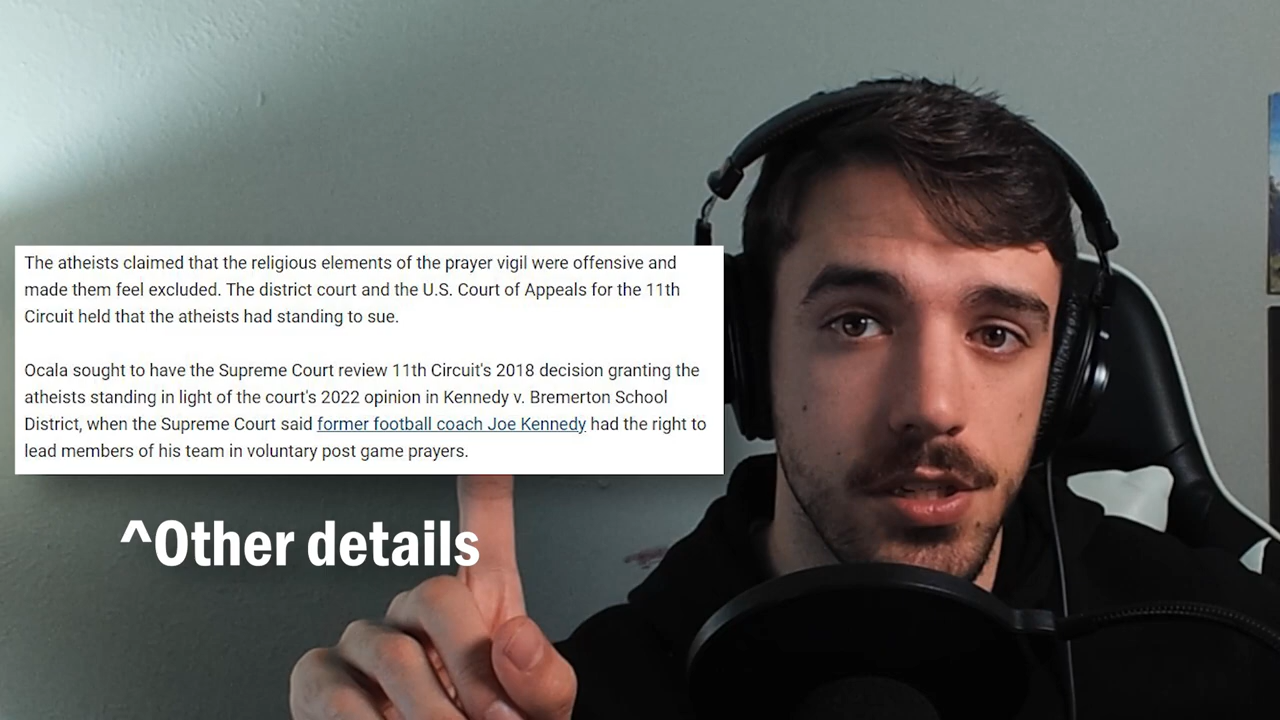 The atheists claimed that the religious elements of the prayer vigil were offensive and
made them feel excluded. The district court and the U.S. Court of Appeals for the 11th
Circuit held that the atheists had standing to sue.
Ocala sought to have the Supreme Court review 11th Circuit's 2018 decision granting the
atheists standing in light of the court's 2022 opinion in Kennedy v. Bremerton School
District, when the Supreme Court said former football coach Joe Kennedy had the right to
lead members of his team in voluntary post game prayers.
^Other details